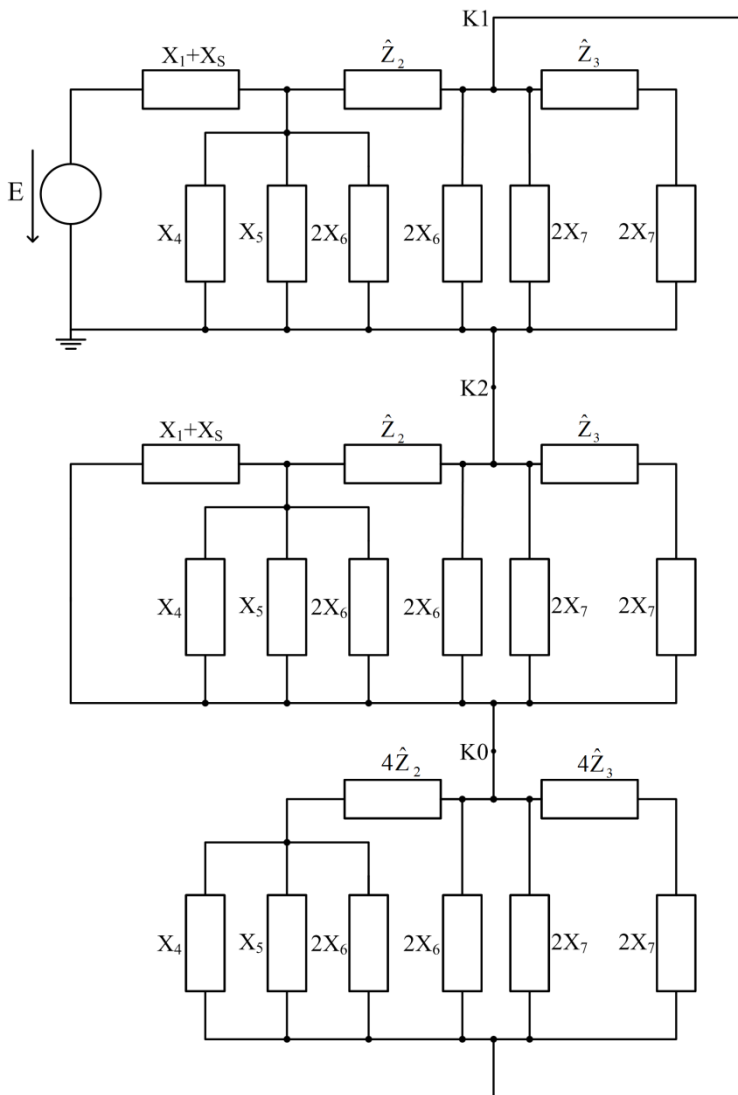 K1
X₁+Xₛ
Ẑ₂
Ẑ₃
E
X₄
X₅
2X₆
2X₆
2X₇
2X₇
K2
X₁+Xₛ
Ẑ₂
Ẑ₃
X₄
X₅
2X₆
2X₆
2X₇
2X₇
K0
4Ẑ₂
4Ẑ₃
X₄
X₅
2X₆
2X₆
2X₇
2X₇